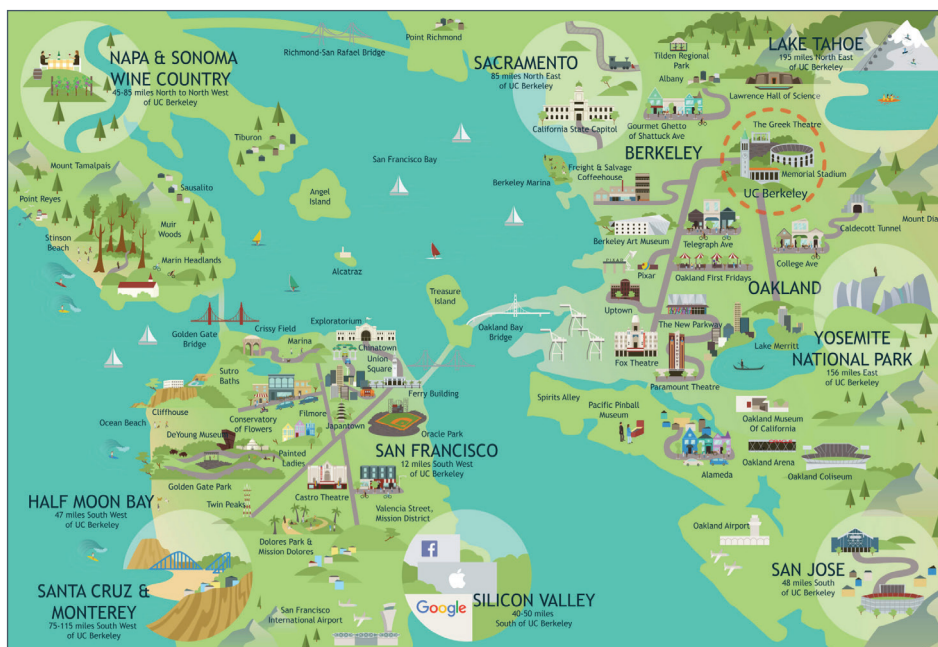 Richmond-San Rafael Bridge
Point Richmond
NAPA & SONOMA
WINE COUNTRY
45-85 miles North to North West
of UC Berkeley
SACRAMENTO
85 miles North East
of UC Berkeley
California State Capitol
Tilden Regional
Park
Albany
Lawrence Hall of Science
LAKE TAHOE
195 miles North East
of UC Berkeley
Gourmet Ghetto
of Shattuck Ave
The Greek Theatre
BERKELEY
Memorial Stadium
UC Berkeley
Tiburon
San Francisco Bay
Mount Tamalpais
Point Reyes
Sausalito
Angel
Island
Berkeley Marina
Freight & Salvage
Coffeehouse
Muir
Woods
Stinson
Beach
Marin Headlands
Alcatraz
Berkeley Art Museum
Telegraph Ave
College Ave
Caldecott Tunnel
Mount Dia
Pixar
Oakland First Fridays
Treasure
Island
OAKLAND
Uptown
Golden Gate
Bridge
Crissy Field
Marina
Exploratorium
Chinatown
Union
Square
Oakland Bay
Bridge
The New Parkway
Fox Theatre
Lake Merritt
Paramount Theatre
YOSEMITE
NATIONAL PARK
156 miles East
of UC Berkeley
Sutro
Baths
Cliffhouse
Ocean Beach
Conservatory
of Flowers
Filmore
Japantown
Ferry Building
Oracle Park
Spirits Alley
Pacific Pinball
Museum
Oakland Museum
Of California
DeYoung Museum
Painted
Ladies
SAN FRANCISCO
12 miles South West
of UC Berkeley
Alameda
Oakland Arena
Oakland Coliseum
Golden Gate Park
Castro Theatre
Twin Peaks
Valencia Street,
Mission District
HALF MOON BAY
47 miles South West
of UC Berkeley
Dolores Park &
Mission Dolores
Oakland Airport
f
Google
SANTA CRUZ &
MONTEREY
75-115 miles South West
of UC Berkeley
San Francisco
International Airport
SILICON VALLEY
40-50 miles
South of UC Berkeley
SAN JOSE
48 miles South
of UC Berkeley